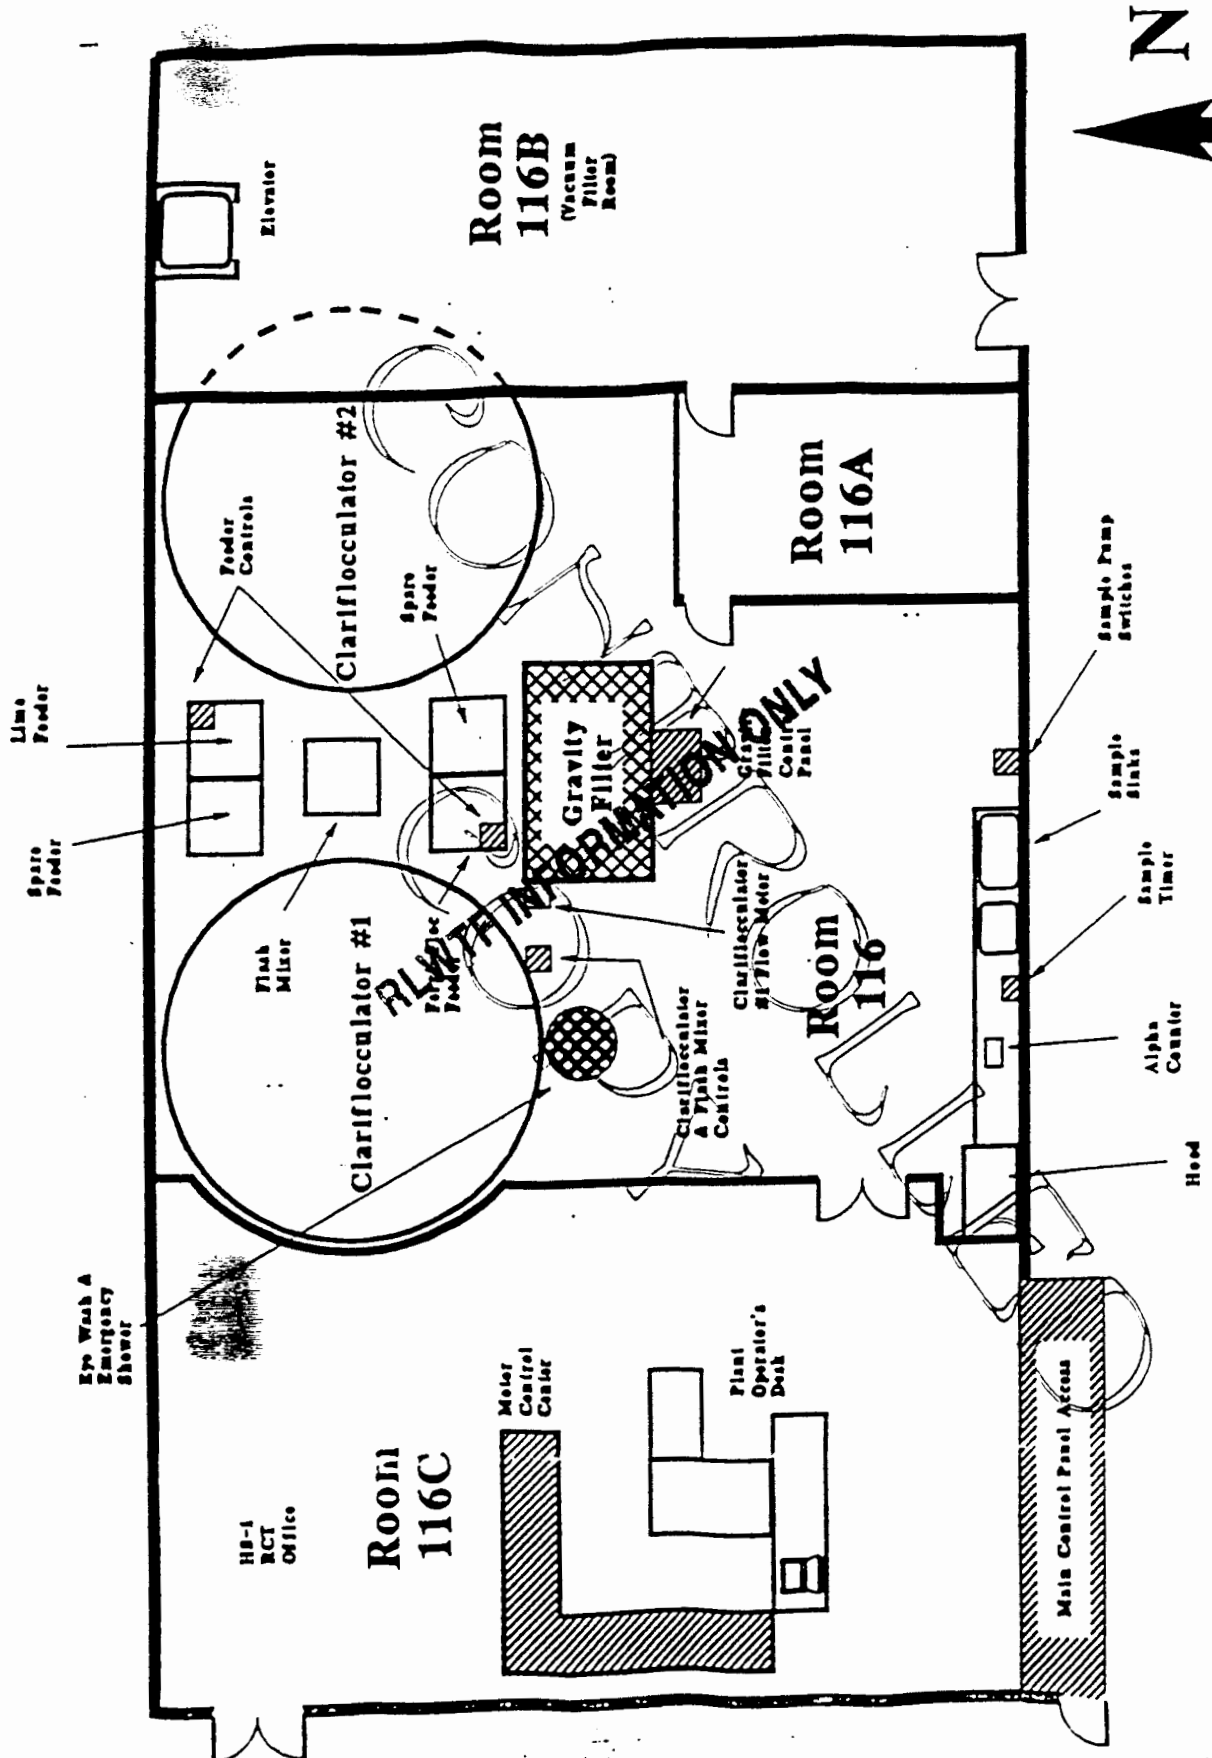 N
Room
116B
(Vacuum
Filter
Room)
Elevator
Clariflocculator #2
Feeder
Controls
Spare
Feeder
Lime
Feeder
Spare
Feeder
Flash
Mixer
Gravity
Filter
Room
116A
Sample Pump
Switches
Sample
Sinks
Sample
Timer
Alpha
Counter
Hood
Control
Panel
RLWTF INFORMATION ONLY
Clariflocculator #1
Feeder
Clariflocculator
#1 Flow Meter
Clariflocculator
& Flash Mixer
Controls
Room
116
Eye Wash &
Emergency
Shower
HS-1
RCT
Office
Room
116C
Motor
Control
Center
Plant
Operator's
Desk
Main Control Panel Access